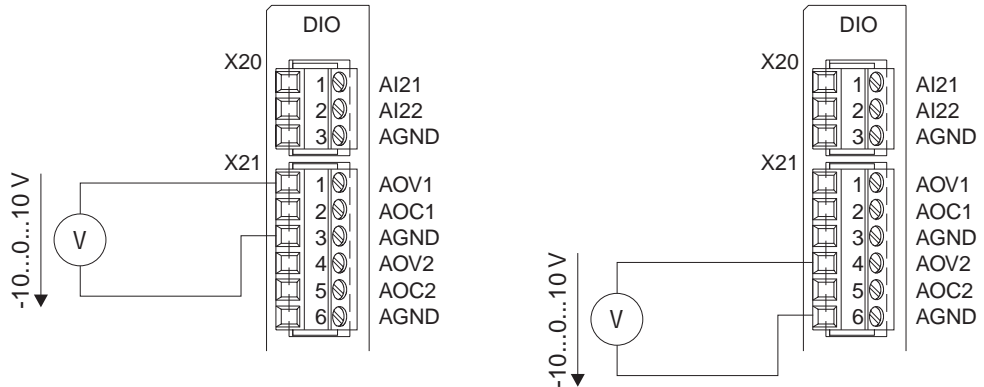 DIO
X20
1 AI21
2 AI22
3 AGND
X21
1 AOV1
2 AOC1
3 AGND
4 AOV2
5 AOC2
6 AGND
-10...0...10 V
V
DIO
X20
1 AI21
2 AI22
3 AGND
X21
1 AOV1
2 AOC1
3 AGND
4 AOV2
5 AOC2
6 AGND
-10...0...10 V
V